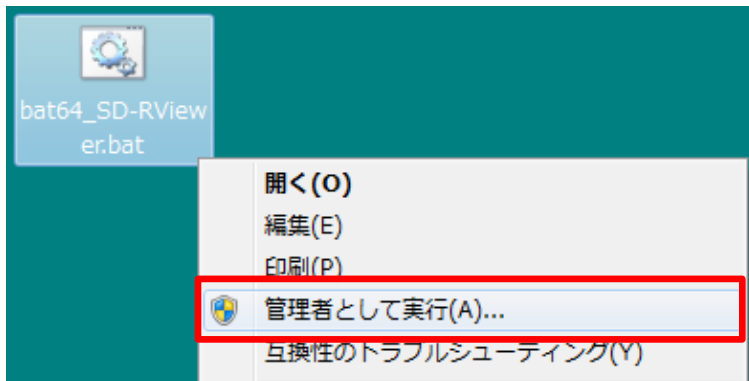 bat64_SD-RView
er.bat
開く(O)
編集(E)
印刷(P)
管理者として実行(A)...
互換性のトラブルシューティング(Y)